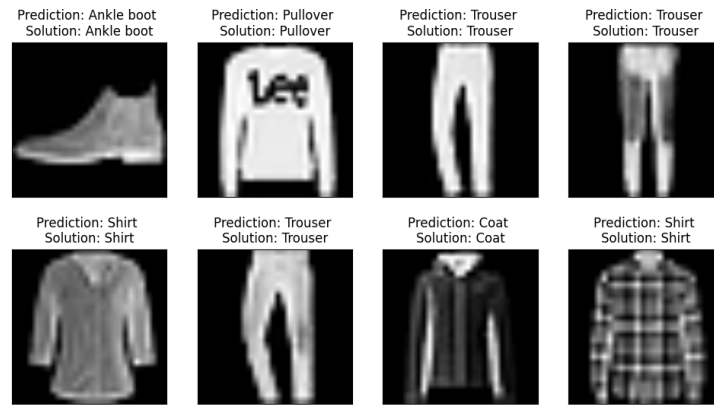 Prediction: Ankle boot
Solution: Ankle boot
Prediction: Pullover
Solution: Pullover
Prediction: Trouser
Solution: Trouser
Prediction: Trouser
Solution: Trouser
Lee
Prediction: Shirt
Solution: Shirt
Prediction: Trouser
Solution: Trouser
Prediction: Coat
Solution: Coat
Prediction: Shirt
Solution: Shirt